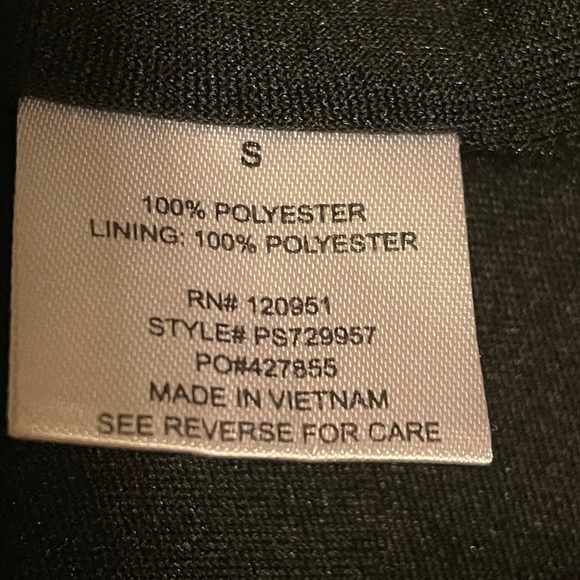 S
100% POLYESTER
LINING: 100% POLYESTER
RN# 120951
STYLE# PS729957
PO#427855
MADE IN VIETNAM
SEE REVERSE FOR CARE